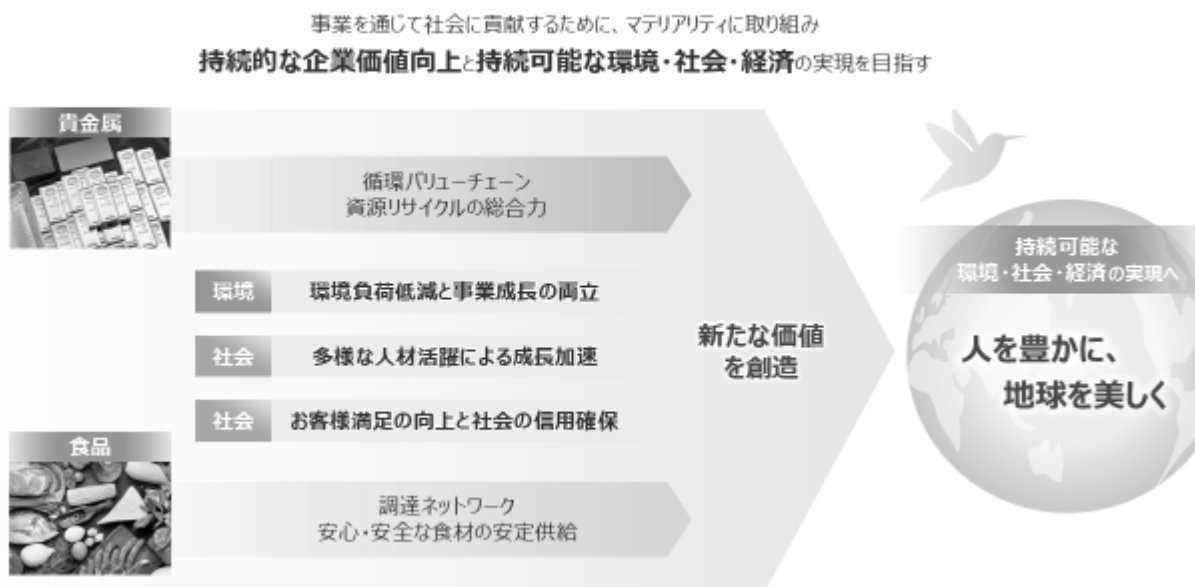 事業を通じて社会に貢献するために、マテリアリティに取り組み
持続的な企業価値向上と持続可能な環境・社会・経済の実現を目指す
貴金属
循環バリューチェーン
資源リサイクルの総合力
環境 環境負荷低減と事業成長の両立
社会 多様な人材活躍による成長加速
社会 お客様満足の向上と社会の信用確保
食品
調達ネットワーク
安心・安全な食材の安定供給
新たな価値
を創造
持続可能な
環境・社会・経済の実現へ
人を豊かに、
地球を美しく